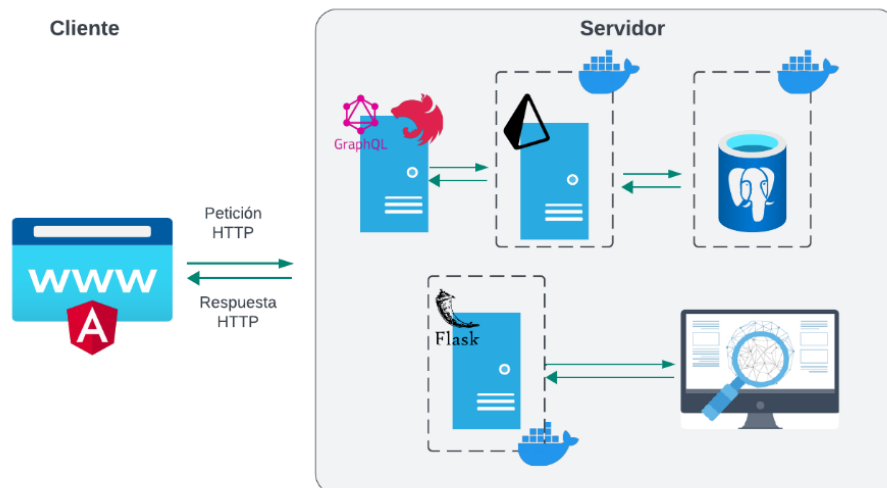 Cliente
Servidor
GraphQL
Petición
HTTP
WWW
A
Respuesta
HTTP
Flask